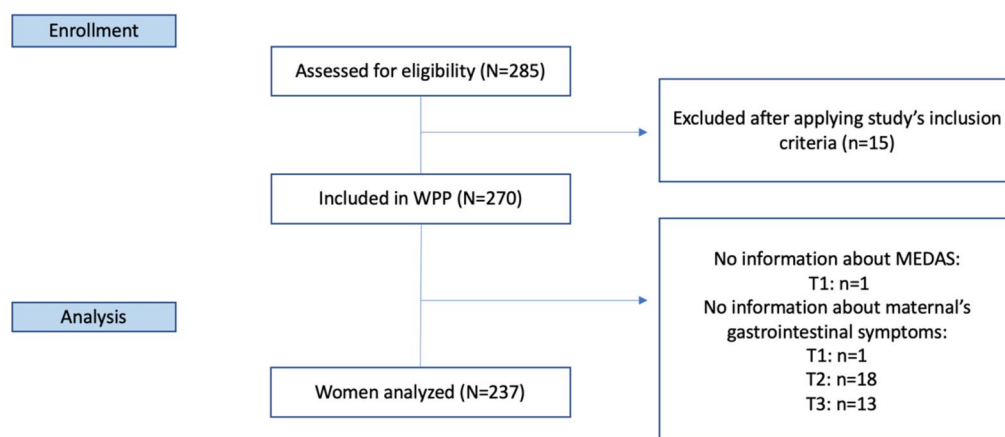 Enrollment
Assessed for eligibility (N=285)
Excluded after applying study's inclusion
criteria (n=15)
Included in WPP (N=270)
No information about MEDAS:
T1: n=1
No information about maternal's
gastrointestinal symptoms:
T1: n=1
T2: n=18
T3: n=13
Analysis
Women analyzed (N=237)